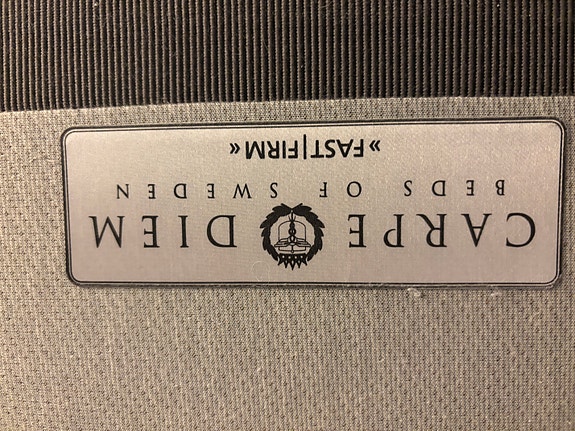 CARPE DIEM
BEDS OF SWEDEN
«FAST|FIRM»